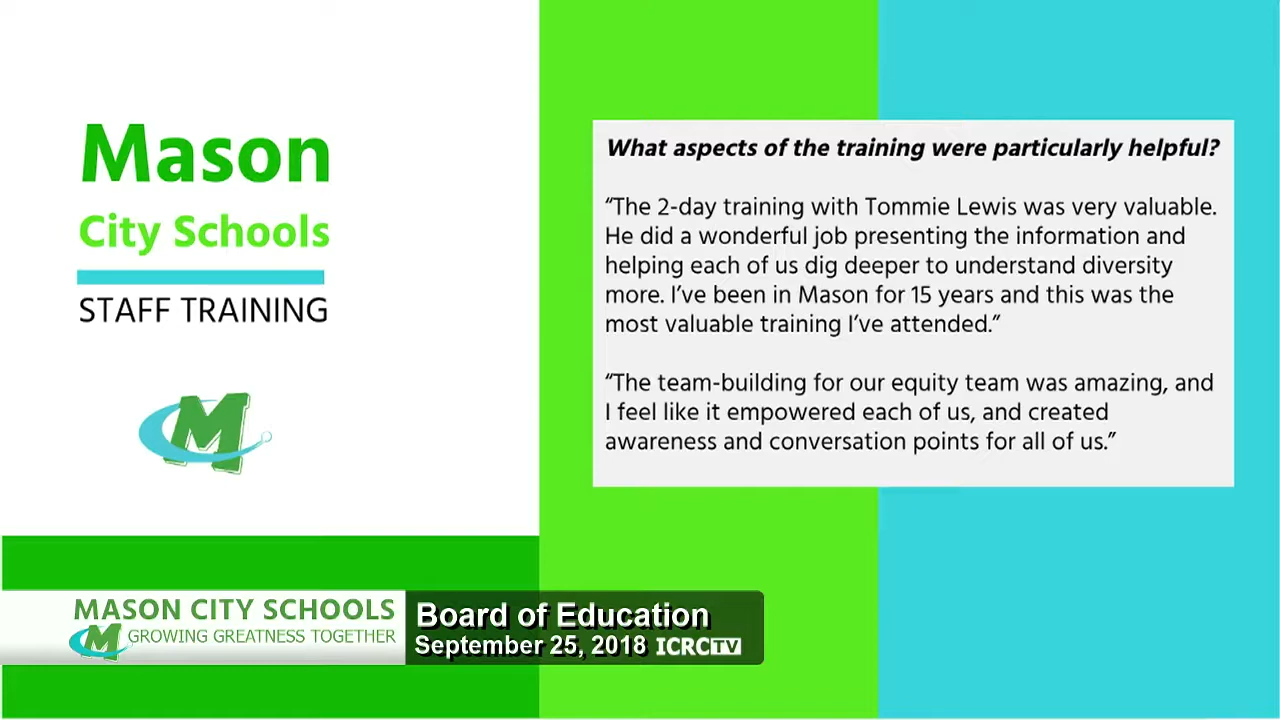 Mason
City Schools
STAFF TRAINING
M
What aspects of the training were particularly helpful?
“The 2-day training with Tommie Lewis was very valuable.
He did a wonderful job presenting the information and
helping each of us dig deeper to understand diversity
more. I’ve been in Mason for 15 years and this was the
most valuable training I’ve attended.”
“The team-building for our equity team was amazing, and
I feel like it empowered each of us, and created
awareness and conversation points for all of us.”
MASON CITY SCHOOLS
M GROWING GREATNESS TOGETHER
Board of Education
September 25, 2018 ICRCTV